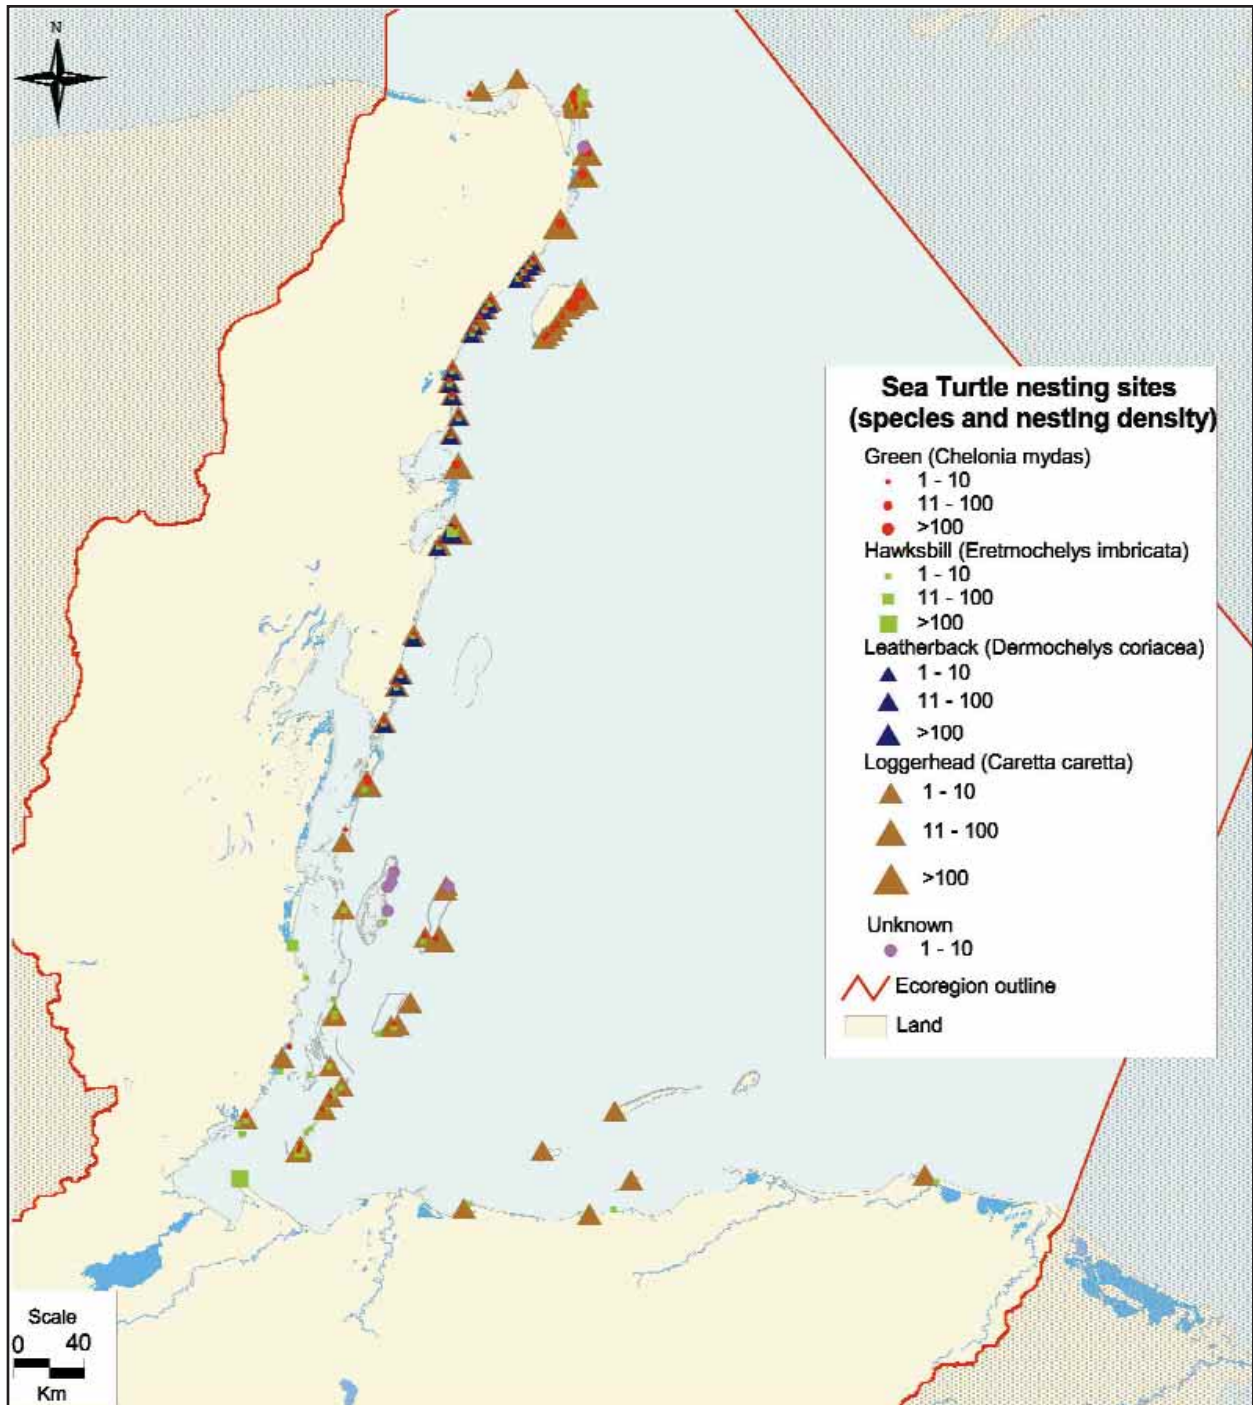 N
Sea Turtle nesting sites
(species and nesting density)
Green (Chelonia mydas)
1 - 10
11 - 100
>100
Hawksbill (Eretmochelys imbricata)
1 - 10
11 - 100
>100
Leatherback (Dermochelys coriacea)
1 - 10
11 - 100
>100
Loggerhead (Caretta caretta)
1 - 10
11 - 100
>100
Unknown
1 - 10
Ecoregion outline
Land
Scale
0 40
Km